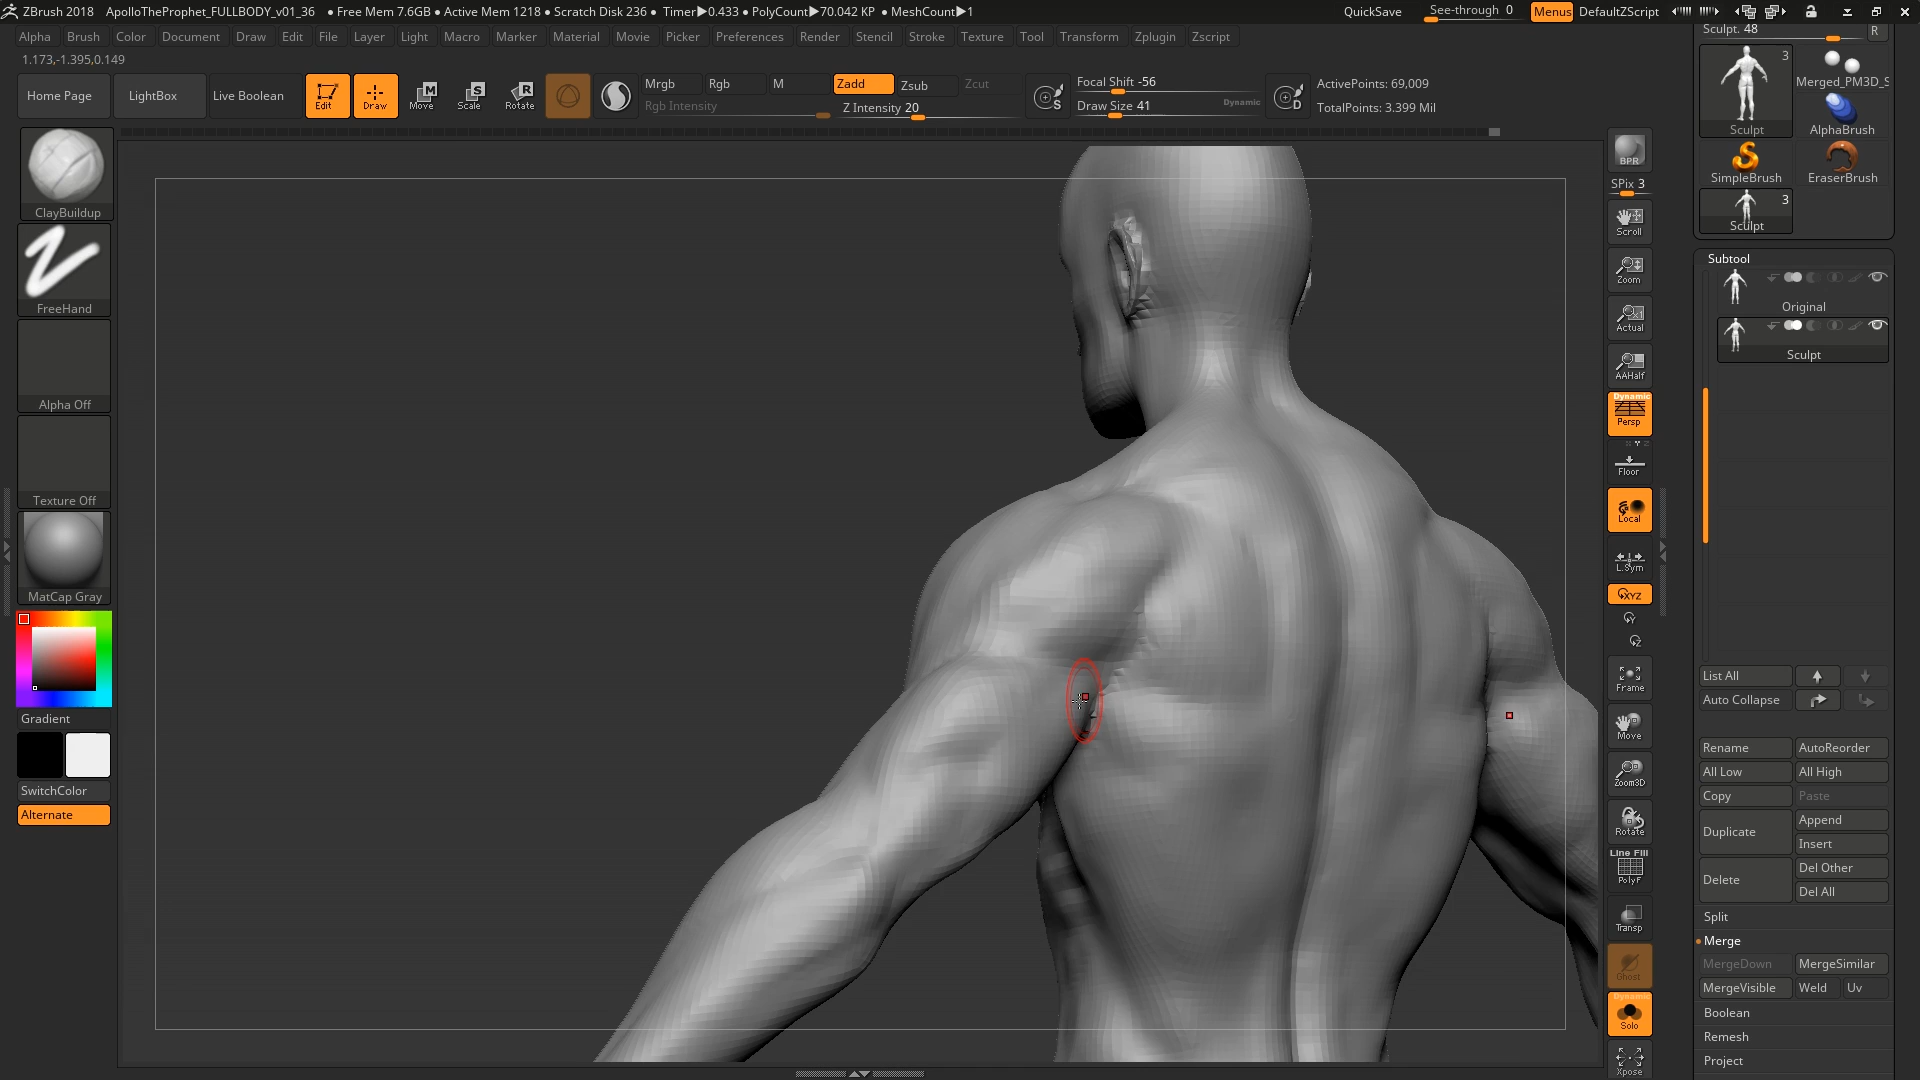 ZBrush 2018 ApolloTheProphet_FULLBODY_v01_36 ● Free Mem 7.6GB ● Active Mem 1218 ● Scratch Disk 236 ● Timer▶0.433 ● PolyCount▶70.042 KP ● MeshCount▶1 QuickSave See-through 0 Menus DefaultZScript
Alpha Brush Color Document Draw Edit File Layer Light Macro Marker Material Movie Picker Preferences Render Stencil Stroke Texture Tool Transform Zplugin Zscript
1.173,-1.395,0.149
Home Page LightBox Live Boolean Edit Draw Move Scale Rotate
Mrgb Rgb M Zadd Zsub Zcut
Rgb Intensity Z Intensity 20
S Focal Shift -56
Draw Size 41 Dynamic D
ActivePoints: 69,009
TotalPoints: 3.399 Mil
ClayBuildup
FreeHand
Alpha Off
Texture Off
MatCap Gray
Gradient
SwitchColor
Alternate
BPR
SPix 3
Scroll
Zoom
Actual
AAHalf
Dynamic
Persp
Floor
Local
L.Sym
XYZ
Frame
Move
Zoom3D
Rotate
Line Fill
PolyF
Transp
Ghost
Dynamic
Solo
Xpose
Sculpt. 48 R
3
Merged_PM3D_S
Sculpt AlphaBrush
SimpleBrush EraserBrush
3
Sculpt
Subtool
Original
Sculpt
List All
Auto Collapse
Rename AutoReorder
All Low All High
Copy Paste
Duplicate Append
Insert
Delete Del Other
Del All
Split
Merge
MergeDown MergeSimilar
MergeVisible Weld Uv
Boolean
Remesh
Project